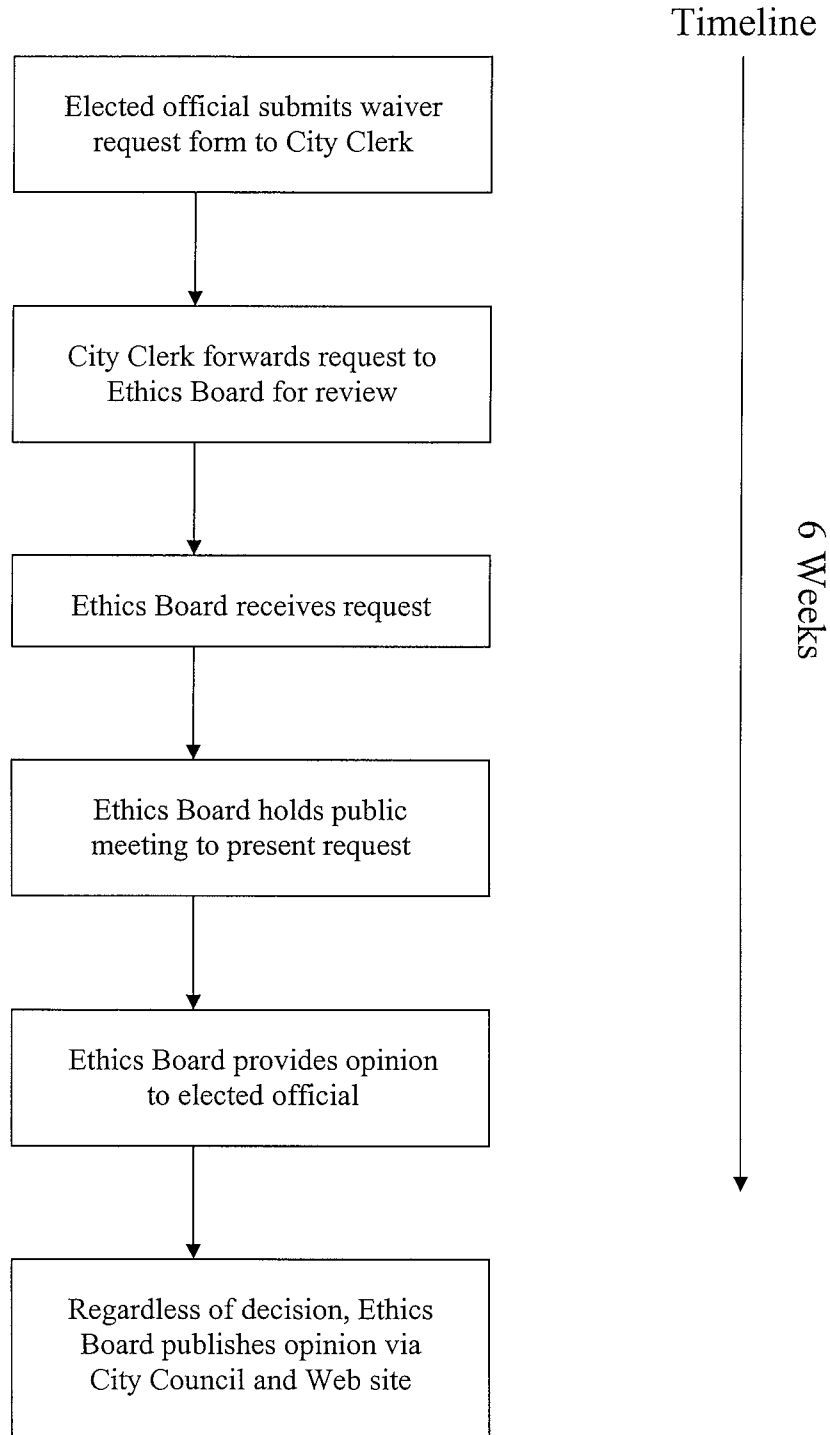 Timeline
Elected official submits waiver
request form to City Clerk
City Clerk forwards request to
Ethics Board for review
Ethics Board receives request
6 Weeks
Ethics Board holds public
meeting to present request
Ethics Board provides opinion
to elected official
Regardless of decision, Ethics
Board publishes opinion via
City Council and Web site